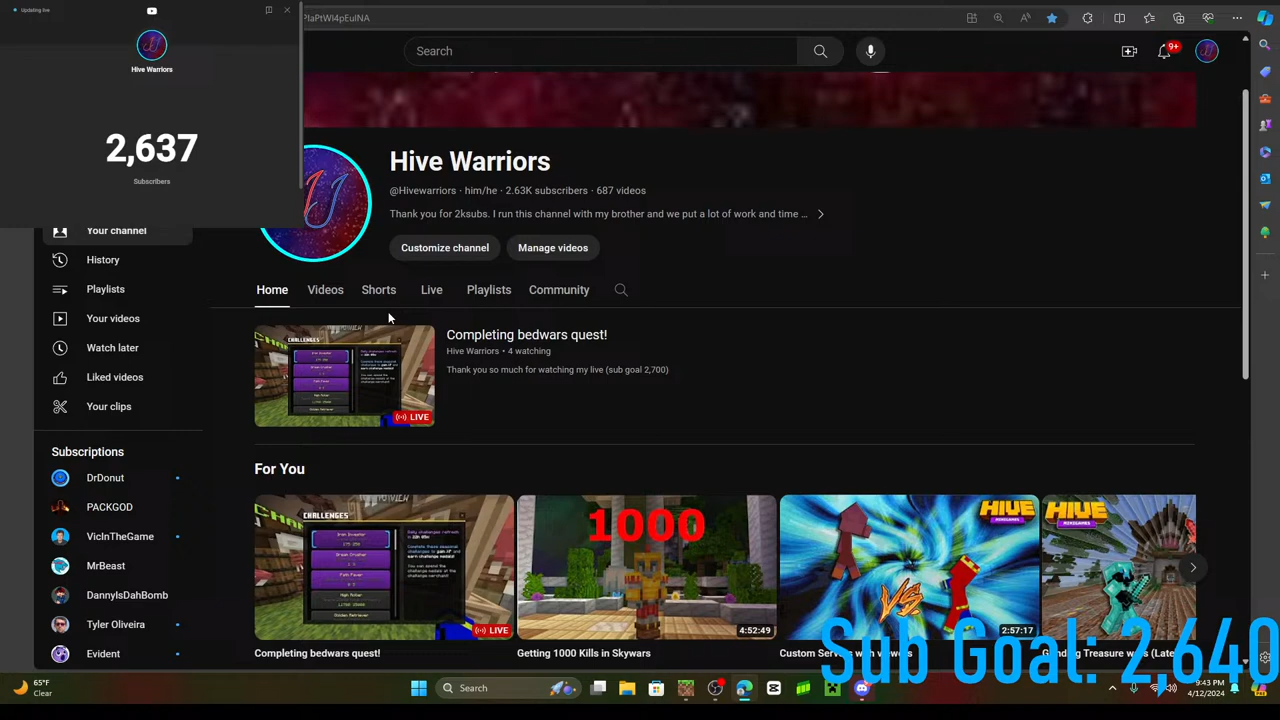 Updating live
Hive Warriors
2,637
Subscribers
Search
9+
Hive Warriors
@Hivewarriors · him/he · 2.63K subscribers · 687 videos
Thank you for 2ksubs. I run this channel with my brother and we put a lot of work and time ...
Customize channel
Manage videos
Your channel
History
Playlists
Your videos
Watch later
Liked videos
Your clips
Subscriptions
DrDonut
PACKGOD
VicInTheGame
MrBeast
DannyIsDahBomb
Tyler Oliveira
Evident
Home Videos Shorts Live Playlists Community
CHALLENGES
LIVE
Completing bedwars quest!
Hive Warriors • 4 watching
Thank you so much for watching my live (sub goal 2,700)
For You
CHALLENGES
LIVE
Completing bedwars quest!
1000
4:52:49
Getting 1000 Kills in Skywars
HIVE
VS
2:57:17
HIVE
Sub Goal: 2,640
65°F
Clear
Search
9:43 PM
4/12/2024